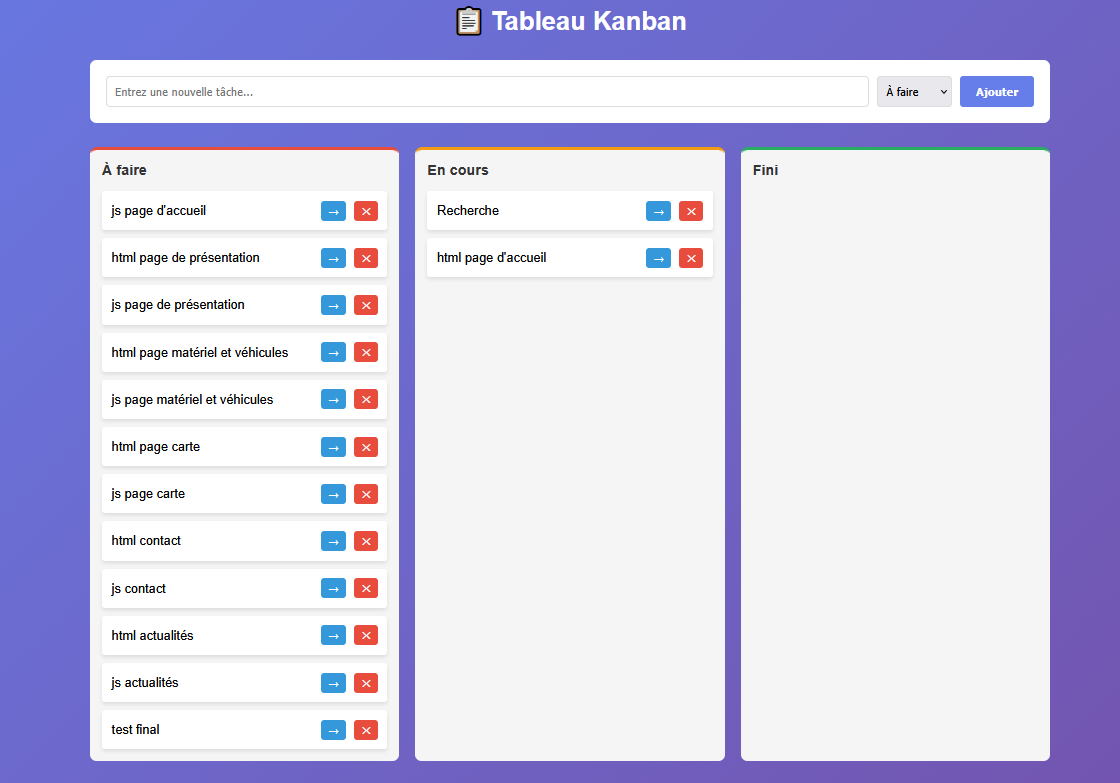 📋 Tableau Kanban
Entrez une nouvelle tâche...
À faire
Ajouter
À faire
js page d'accueil → ×
html page de présentation → ×
js page de présentation → ×
html page matériel et véhicules → ×
js page matériel et véhicules → ×
html page carte → ×
js page carte → ×
html contact → ×
js contact → ×
html actualités → ×
js actualités → ×
test final → ×
En cours
Recherche → ×
html page d'accueil → ×
Fini